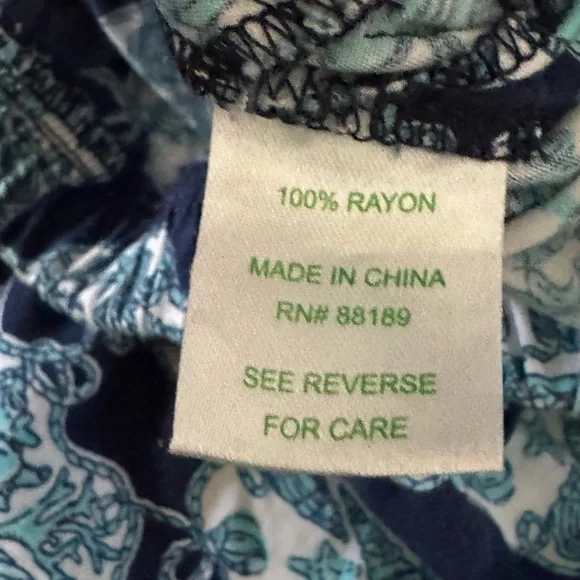 100% RAYON
MADE IN CHINA
RN# 88189
SEE REVERSE
FOR CARE